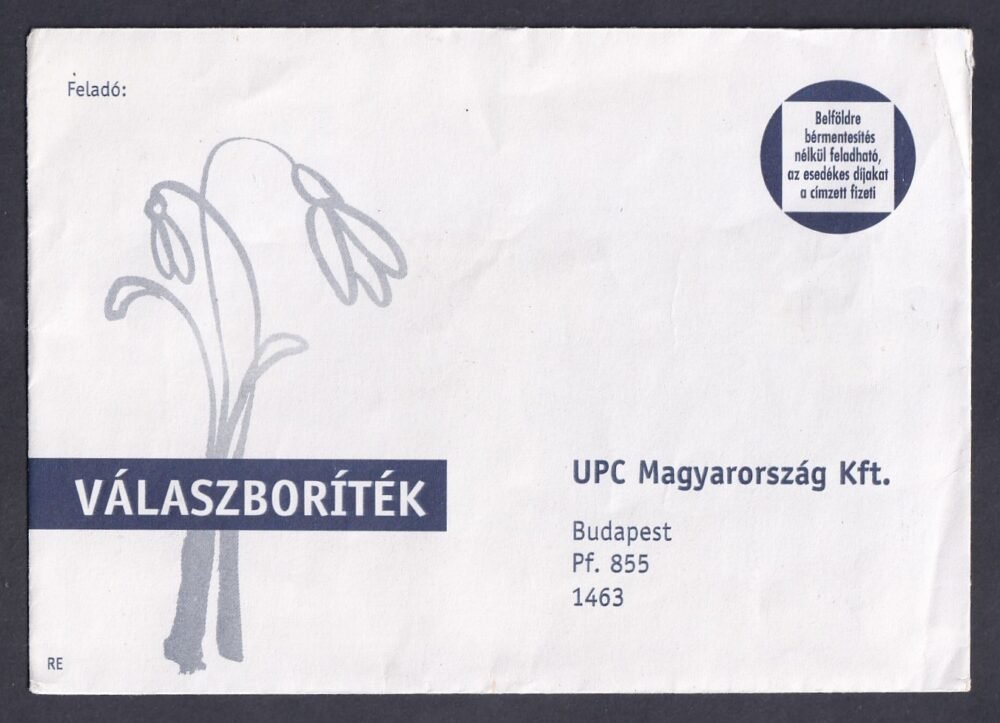 Feladó:
Belföldre
bérmentesítés
nélkül feladható,
az esedékes díjakat
a címzett fizeti
VÁLASZBORÍTÉK
UPC Magyarország Kft.
Budapest
Pf. 855
1463
RE